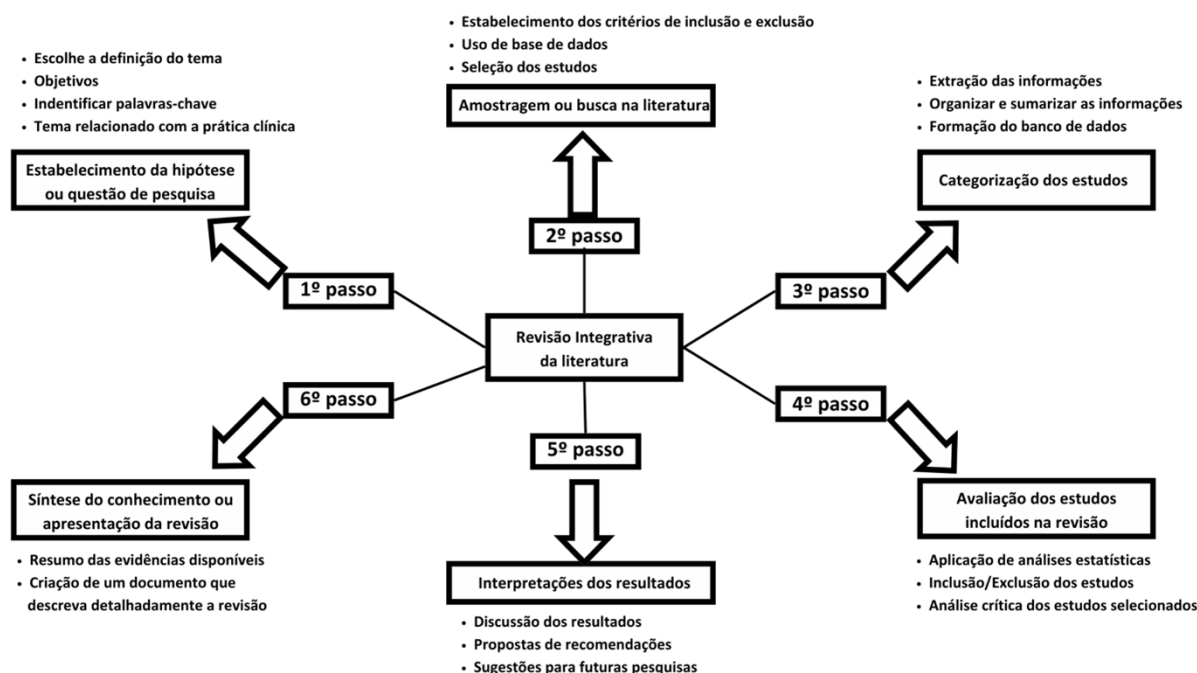 • Escolhe a definição do tema
• Objetivos
• Indentificar palavras-chave
• Tema relacionado com a prática clínica
Estabelecimento da hipótese
ou questão de pesquisa
1º passo
• Estabelecimento dos critérios de inclusão e exclusão
• Uso de base de dados
• Seleção dos estudos
Amostragem ou busca na literatura
2º passo
• Extração das informações
• Organizar e sumarizar as informações
• Formação do banco de dados
Categorização dos estudos
3º passo
Revisão Integrativa
da literatura
4º passo
Avaliação dos estudos
incluídos na revisão
• Aplicação de análises estatísticas
• Inclusão/Exclusão dos estudos
• Análise crítica dos estudos selecionados
5º passo
Interpretações dos resultados
• Discussão dos resultados
• Propostas de recomendações
• Sugestões para futuras pesquisas
6º passo
Síntese do conhecimento ou
apresentação da revisão
• Resumo das evidências disponíveis
• Criação de um documento que
descreva detalhadamente a revisão